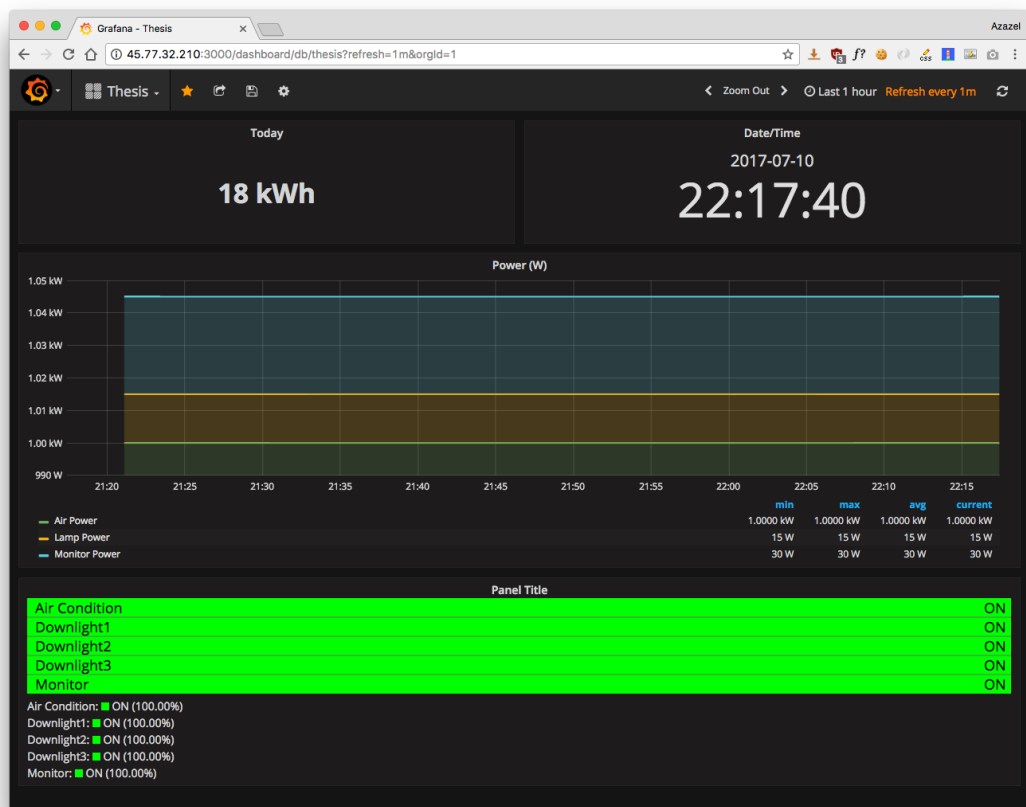 Grafana - Thesis
Azazel
45.77.32.210:3000/dashboard/db/thesis?refresh=1m&orgId=1
3
f?
css
Thesis
Zoom Out
Last 1 hour
Refresh every 1m
Today
18 kWh
Date/Time
2017-07-10
22:17:40
Power (W)
1.05 kW
1.04 kW
1.03 kW
1.02 kW
1.01 kW
1.00 kW
990 W
21:20 21:25 21:30 21:35 21:40 21:45 21:50 21:55 22:00 22:05 22:10 22:15
min max avg current
Air Power 1.0000 kW 1.0000 kW 1.0000 kW 1.0000 kW
Lamp Power 15 W 15 W 15 W 15 W
Monitor Power 30 W 30 W 30 W 30 W
Panel Title
Air Condition ON
Downlight1 ON
Downlight2 ON
Downlight3 ON
Monitor ON
Air Condition: ON (100.00%)
Downlight1: ON (100.00%)
Downlight2: ON (100.00%)
Downlight3: ON (100.00%)
Monitor: ON (100.00%)